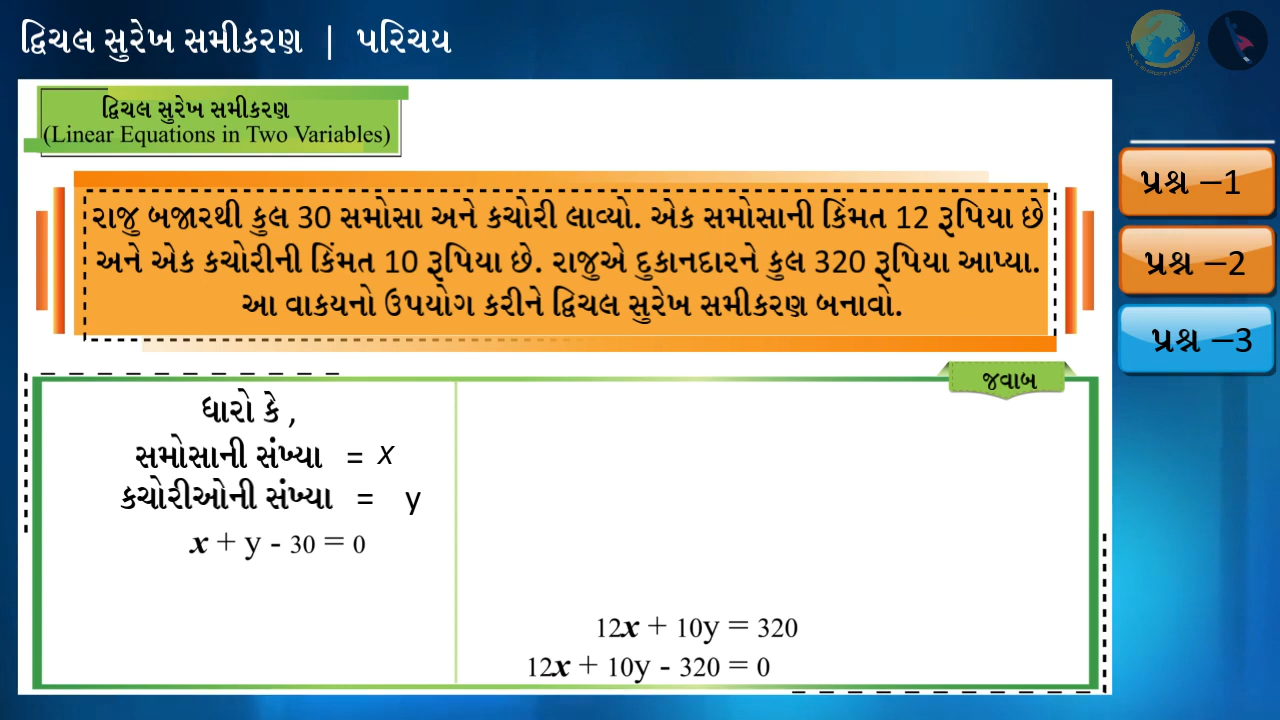 દ્વિચલ સુરેખ સમીકરણ | પરિચય
દ્વિચલ સુરેખ સમીકરણ
(Linear Equations in Two Variables)
રાજુ બજારથી કુલ 30 સમોસા અને કચોરી લાવ્યો. એક સમોસાની કિંમત 12 રૂપિયા છે
અને એક કચોરીની કિંમત 10 રૂપિયા છે. રાજુએ દુકાનદારને કુલ 320 રૂપિયા આપ્યા.
આ વાકયનો ઉપયોગ કરીને દ્વિચલ સુરેખ સમીકરણ બનાવો.
પ્રશ્ન –1
પ્રશ્ન –2
પ્રશ્ન –3
જવાબ
ધારો કે ,
સમોસાની સંખ્યા = x
કચોરીઓની સંખ્યા = y
x + y - 30 = 0
12x + 10y = 320
12x + 10y - 320 = 0